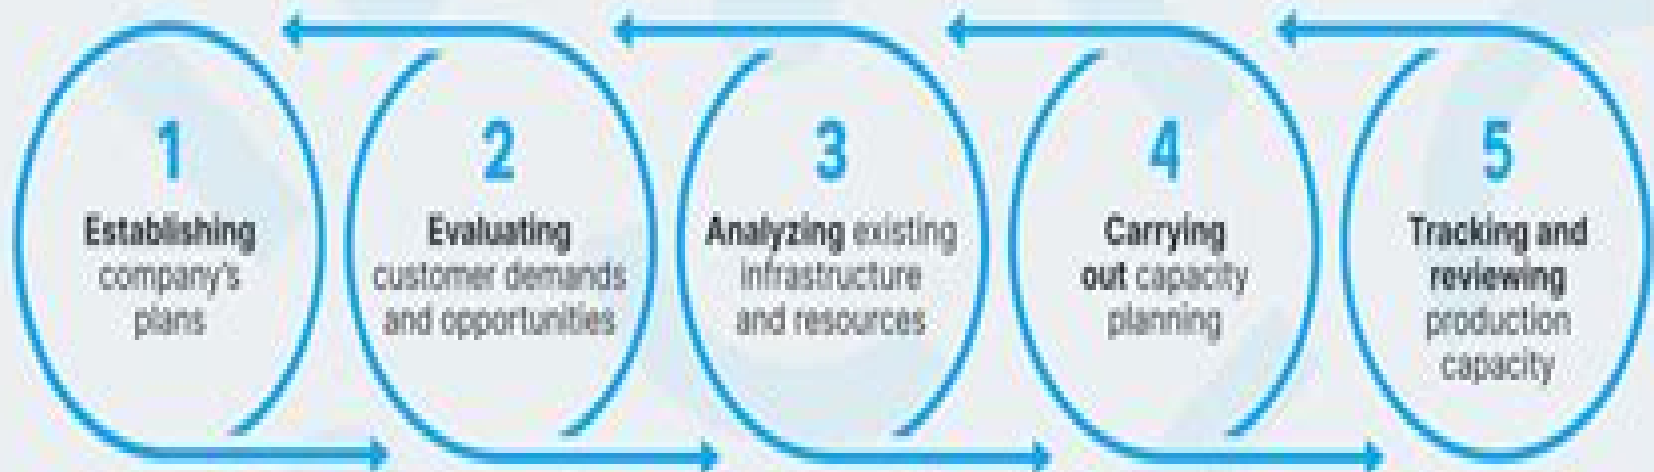 1
Establishing
company's
plans
2
Evaluating
customer demands
and opportunities
3
Analyzing existing
infrastructure
and resources
4
Carrying
out capacity
planning
5
Tracking and
reviewing
production
capacity